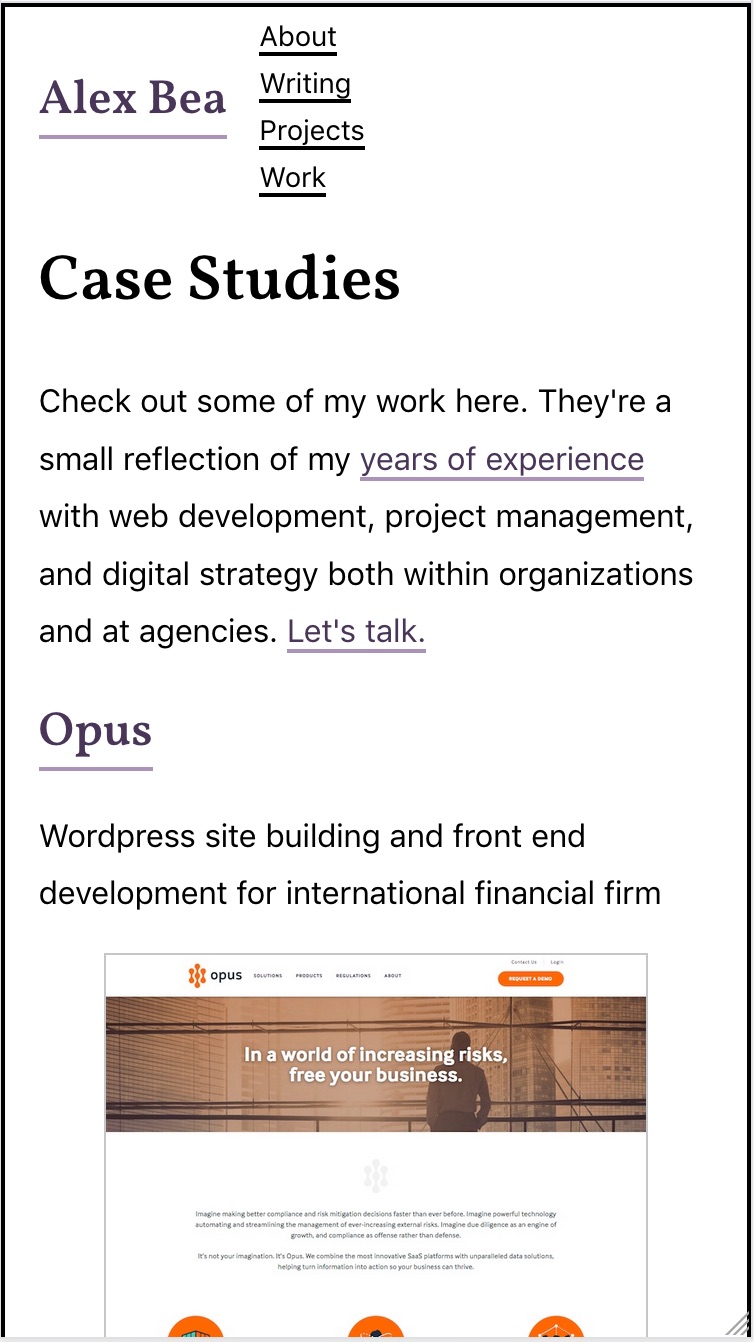 Alex Bea
About
Writing
Projects
Work
Case Studies
Check out some of my work here. They're a
small reflection of my years of experience
with web development, project management,
and digital strategy both within organizations
and at agencies. Let's talk.
Opus
Wordpress site building and front end
development for international financial firm
Contact Us Login
opus SOLUTIONS PRODUCTS REGULATIONS ABOUT REQUEST A DEMO
In a world of increasing risks,
free your business.
Imagine making better compliance and risk mitigation decisions faster than ever before. Imagine powerful technology
automating and streamlining the management of ever-increasing external risks. Imagine due diligence as an engine of
growth, and compliance as offense rather than defense.
It's not your imagination. It's Opus. We combine the most innovative SaaS platforms with unparalleled data solutions,
helping turn information into action so your business can thrive.